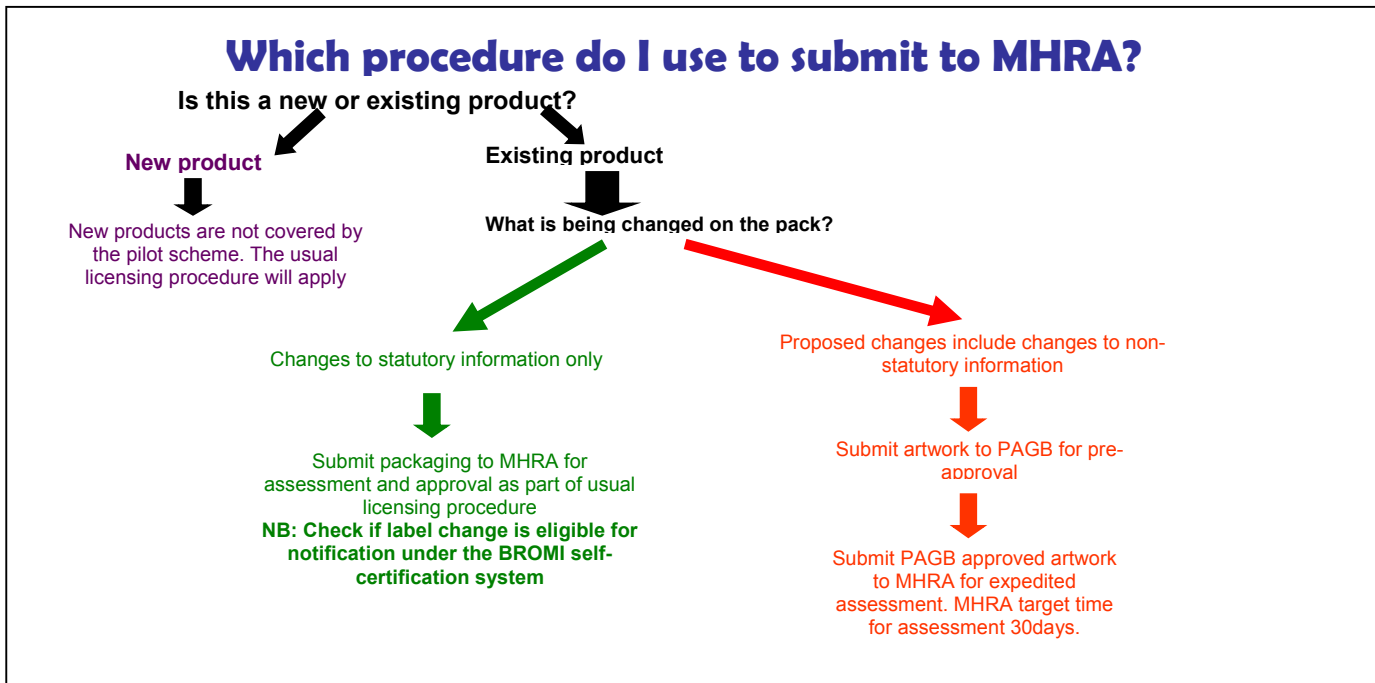 Which procedure do I use to submit to MHRA?
Is this a new or existing product?
New product
Existing product
What is being changed on the pack?
New products are not covered by
the pilot scheme. The usual
licensing procedure will apply
Changes to statutory information only
Submit packaging to MHRA for
assessment and approval as part of usual
licensing procedure
NB: Check if label change is eligible for
notification under the BROMI self-
certification system
Proposed changes include changes to non-
statutory information
Submit artwork to PAGB for pre-
approval
Submit PAGB approved artwork
to MHRA for expedited
assessment. MHRA target time
for assessment 30days.